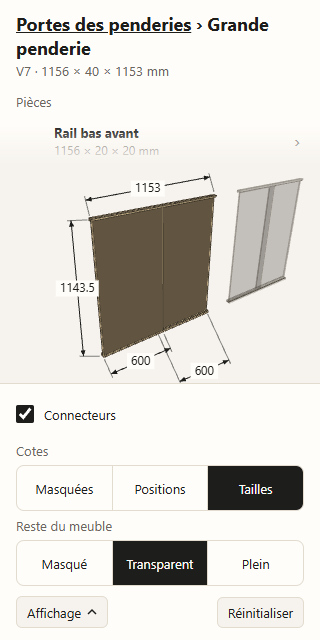 Portes des penderies › Grande
penderie
V7 · 1156 × 40 × 1153 mm
Pièces
Rail bas avant
1156 × 20 × 20 mm
1153
1143.5
600
600
Connecteurs
Cotes
Masquées
Positions
Tailles
Reste du meuble
Masqué
Transparent
Plein
Affichage
Réinitialiser